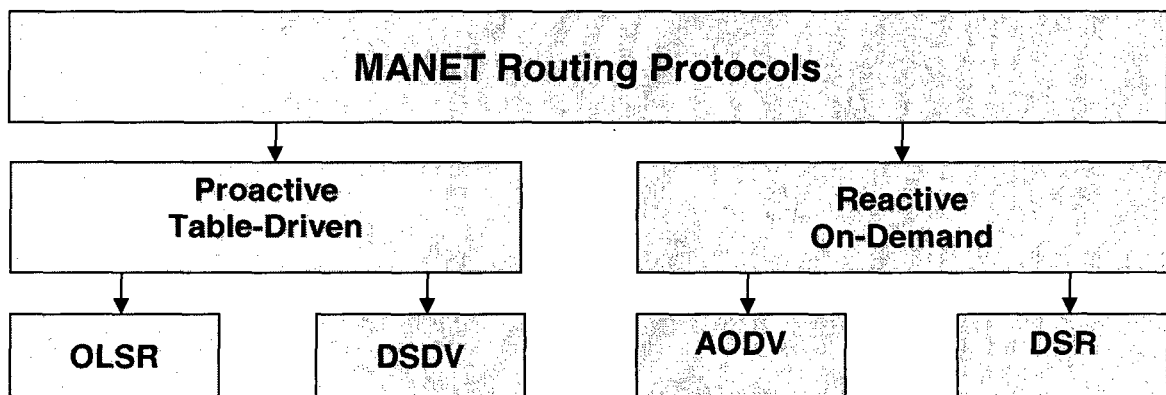 MANET Routing Protocols
Proactive
Table-Driven
Reactive
On-Demand
OLSR
DSDV
AODV
DSR